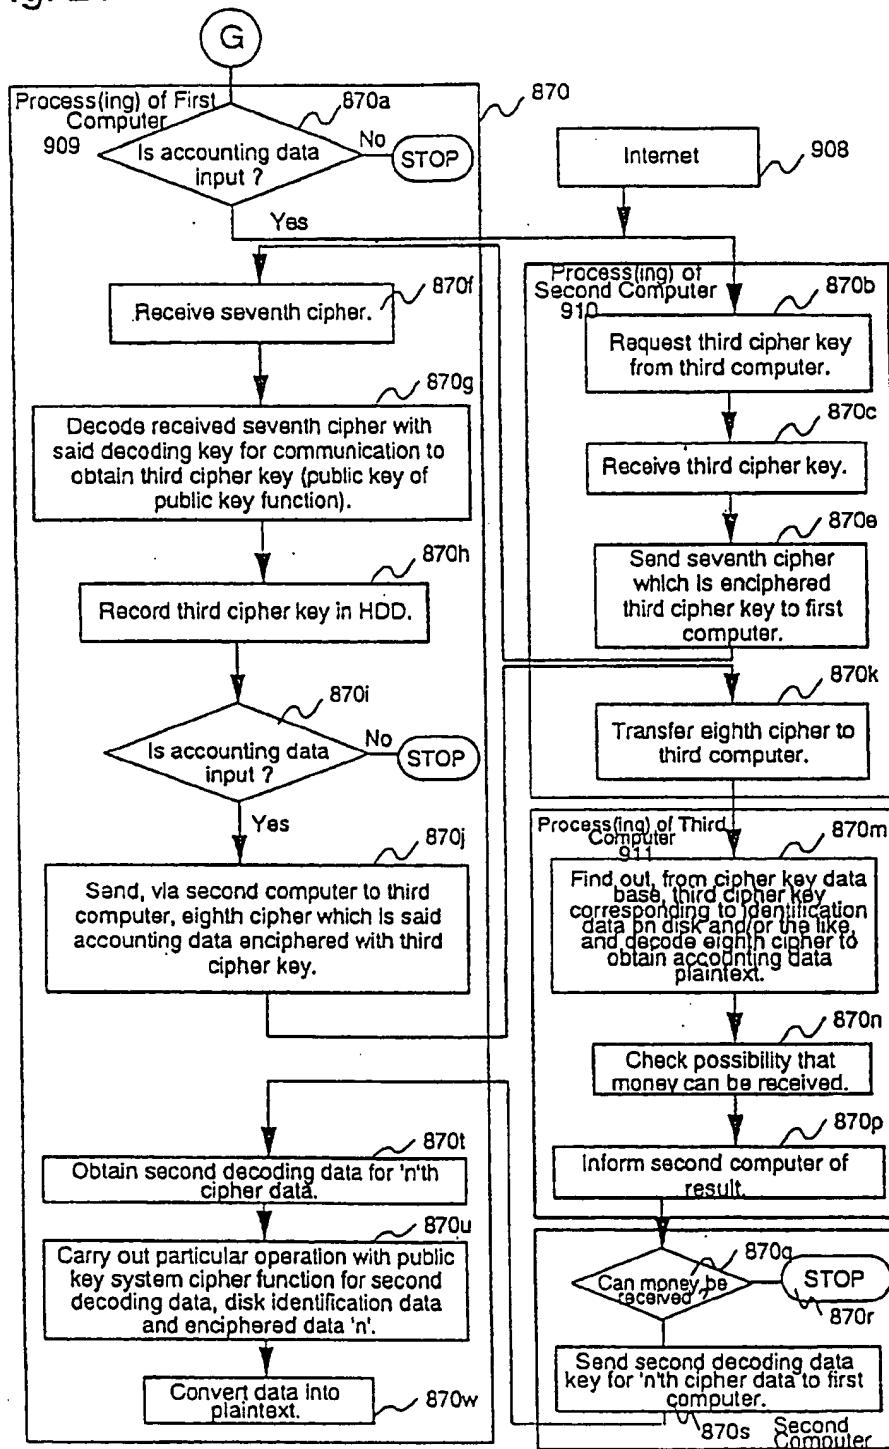 G
Process(ing) of First
Computer
909
870a
870
Is accounting data
input ?
No
STOP
Yes
Internet
908
870f
Receive seventh cipher.
870g
Decode received seventh cipher with
said decoding key for communication to
obtain third cipher key (public key of
public key function).
870h
Record third cipher key in HDD.
870i
Is accounting data
input ?
No
STOP
Yes
870j
Send, via second computer to third
computer, eighth cipher which is said
accounting data enciphered with third
cipher key.
870t
Obtain second decoding data for 'n'th
cipher data.
870u
Carry out particular operation with public
key system cipher function for second
decoding data, disk identification data
and enciphered data 'n'.
Convert data into
plaintext.
870w
Process(ing) of
Second Computer
910
870b
Request third cipher key
from third computer.
870c
Receive third cipher key.
870e
Send seventh cipher
which is enciphered
third cipher key to first
computer.
870k
Transfer eighth cipher to
third computer.
Process(ing) of Third
Computer
911
870m
Find out, from cipher key data
base, third cipher key
corresponding to identification
data on disk and/or the like,
and decode eighth cipher to
obtain accounting data
plaintext.
870n
Check possibility that
money can be received.
870p
Inform second computer of
result.
870q
Can money be
received ?
STOP
870r
Send second decoding data
key for 'n'th cipher data to first
computer.
870s
Second
Computer